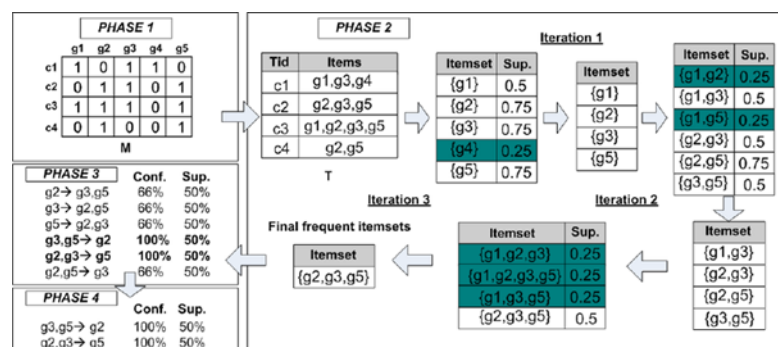 PHASE 1
g1 g2 g3 g4 g5
c1 1 0 1 1 0
c2 0 1 1 0 1
c3 1 1 1 0 1
c4 0 1 0 0 1
M
PHASE 2
Tid Items
c1 g1,g3,g4
c2 g2,g3,g5
c3 g1,g2,g3,g5
c4 g2,g5
T
Iteration 1
Itemset Sup.
{g1} 0.5
{g2} 0.75
{g3} 0.75
{g4} 0.25
{g5} 0.75
Itemset
{g1}
{g2}
{g3}
{g5}
Itemset Sup.
{g1,g2} 0.25
{g1,g3} 0.5
{g1,g5} 0.25
{g2,g3} 0.5
{g2,g5} 0.75
{g3,g5} 0.5
Iteration 2
Itemset
{g1,g3}
{g2,g3}
{g2,g5}
{g3,g5}
Itemset Sup.
{g1,g2,g3} 0.25
{g1,g2,g3,g5} 0.25
{g1,g3,g5} 0.25
{g2,g3,g5} 0.5
Iteration 3
Final frequent itemsets
Itemset
{g2,g3,g5}
PHASE 3 Conf. Sup.
g2→ g3,g5 66% 50%
g3→ g2,g5 66% 50%
g5→ g2,g3 66% 50%
g3,g5→ g2 100% 50%
g2,g3→ g5 100% 50%
g2,g5→ g3 66% 50%
PHASE 4
Conf. Sup.
g3,g5→ g2 100% 50%
g2,g3→ g5 100% 50%